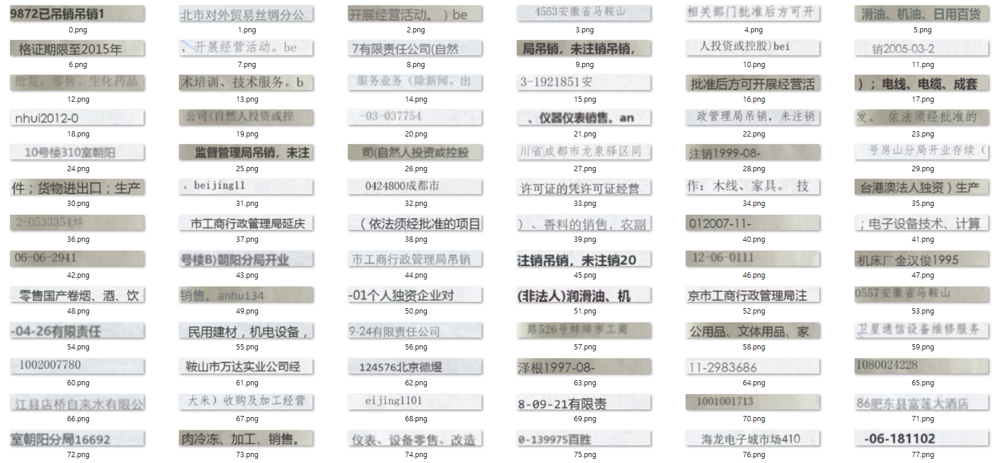 9872已吊销吊销1 北市对外贸易丝绸分公 开展经营活动。）be 4553安徽省马鞍山 相关部门批准后方可开 滑油、机油、日用百货
0.png 1.png 2.png 3.png 4.png 5.png
格证期限至2015年 ，开展经营活动。be 7有限责任公司(自然 局吊销，未注销吊销， 人投资或控股)bei 销2005-03-2
6.png 7.png 8.png 9.png 10.png 11.png
批发、零售。生化药品 术培训、技术服务。b 服务业务（除新闻、出 3-1921851安 批准后方可开展经营活 ）；电线、电缆、成套
12.png 13.png 14.png 15.png 16.png 17.png
nhui2012-0 公司(自然人投资或控 -03-037754 、仪器仪表销售。an 政管理局吊销，未注销 发。 依法须经批准的
18.png 19.png 20.png 21.png 22.png 23.png
10号楼310室朝阳 监督管理局吊销，未注 司(自然人投资或控股 川省成都市龙泉驿区同 注销1999-08- 号房山分局开业存续（
24.png 25.png 26.png 27.png 28.png 29.png
件；货物进出口；生产 。beijing11 0424800成都市 许可证的凭许可证经营 作：木线、家具。 技 台港澳法人独资）生产
30.png 31.png 32.png 33.png 34.png 35.png
2-0533354蚌 市工商行政管理局延庆 （依法须经批准的项目 ）、香料的销售，农副 012007-11- ；电子设备技术、计算
36.png 37.png 38.png 39.png 40.png 41.png
06-06-2941 号楼B)朝阳分局开业 市工商行政管理局吊销 注销吊销，未注销20 12-06-0111 机床厂金汉俊1995
42.png 43.png 44.png 45.png 46.png 47.png
零售国产卷烟、酒、饮 销售。anhui34 -01个人独资企业对 (非法人)润滑油、机 京市工商行政管理局注 0557安徽省马鞍山
48.png 49.png 50.png 51.png 52.png 53.png
-04-26有限责任 民用建材，机电设备， 9-24有限责任公司 路526号蚌埠市工商 公用品、文体用品、家 卫星通信设备维修服务
54.png 55.png 56.png 57.png 58.png 59.png
1002007780 鞍山市万达实业公司经 124576北京德煜 泽根1997-08- 11-2983686 1080024228
60.png 61.png 62.png 63.png 64.png 65.png
江县店桥自来水有限公 大米）收购及加工经营 eijing1101 8-09-21有限责 1001001713 86肥东县富莲大酒店
66.png 67.png 68.png 69.png 70.png 71.png
室朝阳分局16692 肉冷冻、加工、销售。 仪表、设备零售、改造 0-139975百胜 海龙电子城市场410 -06-181102
72.png 73.png 74.png 75.png 76.png 77.png